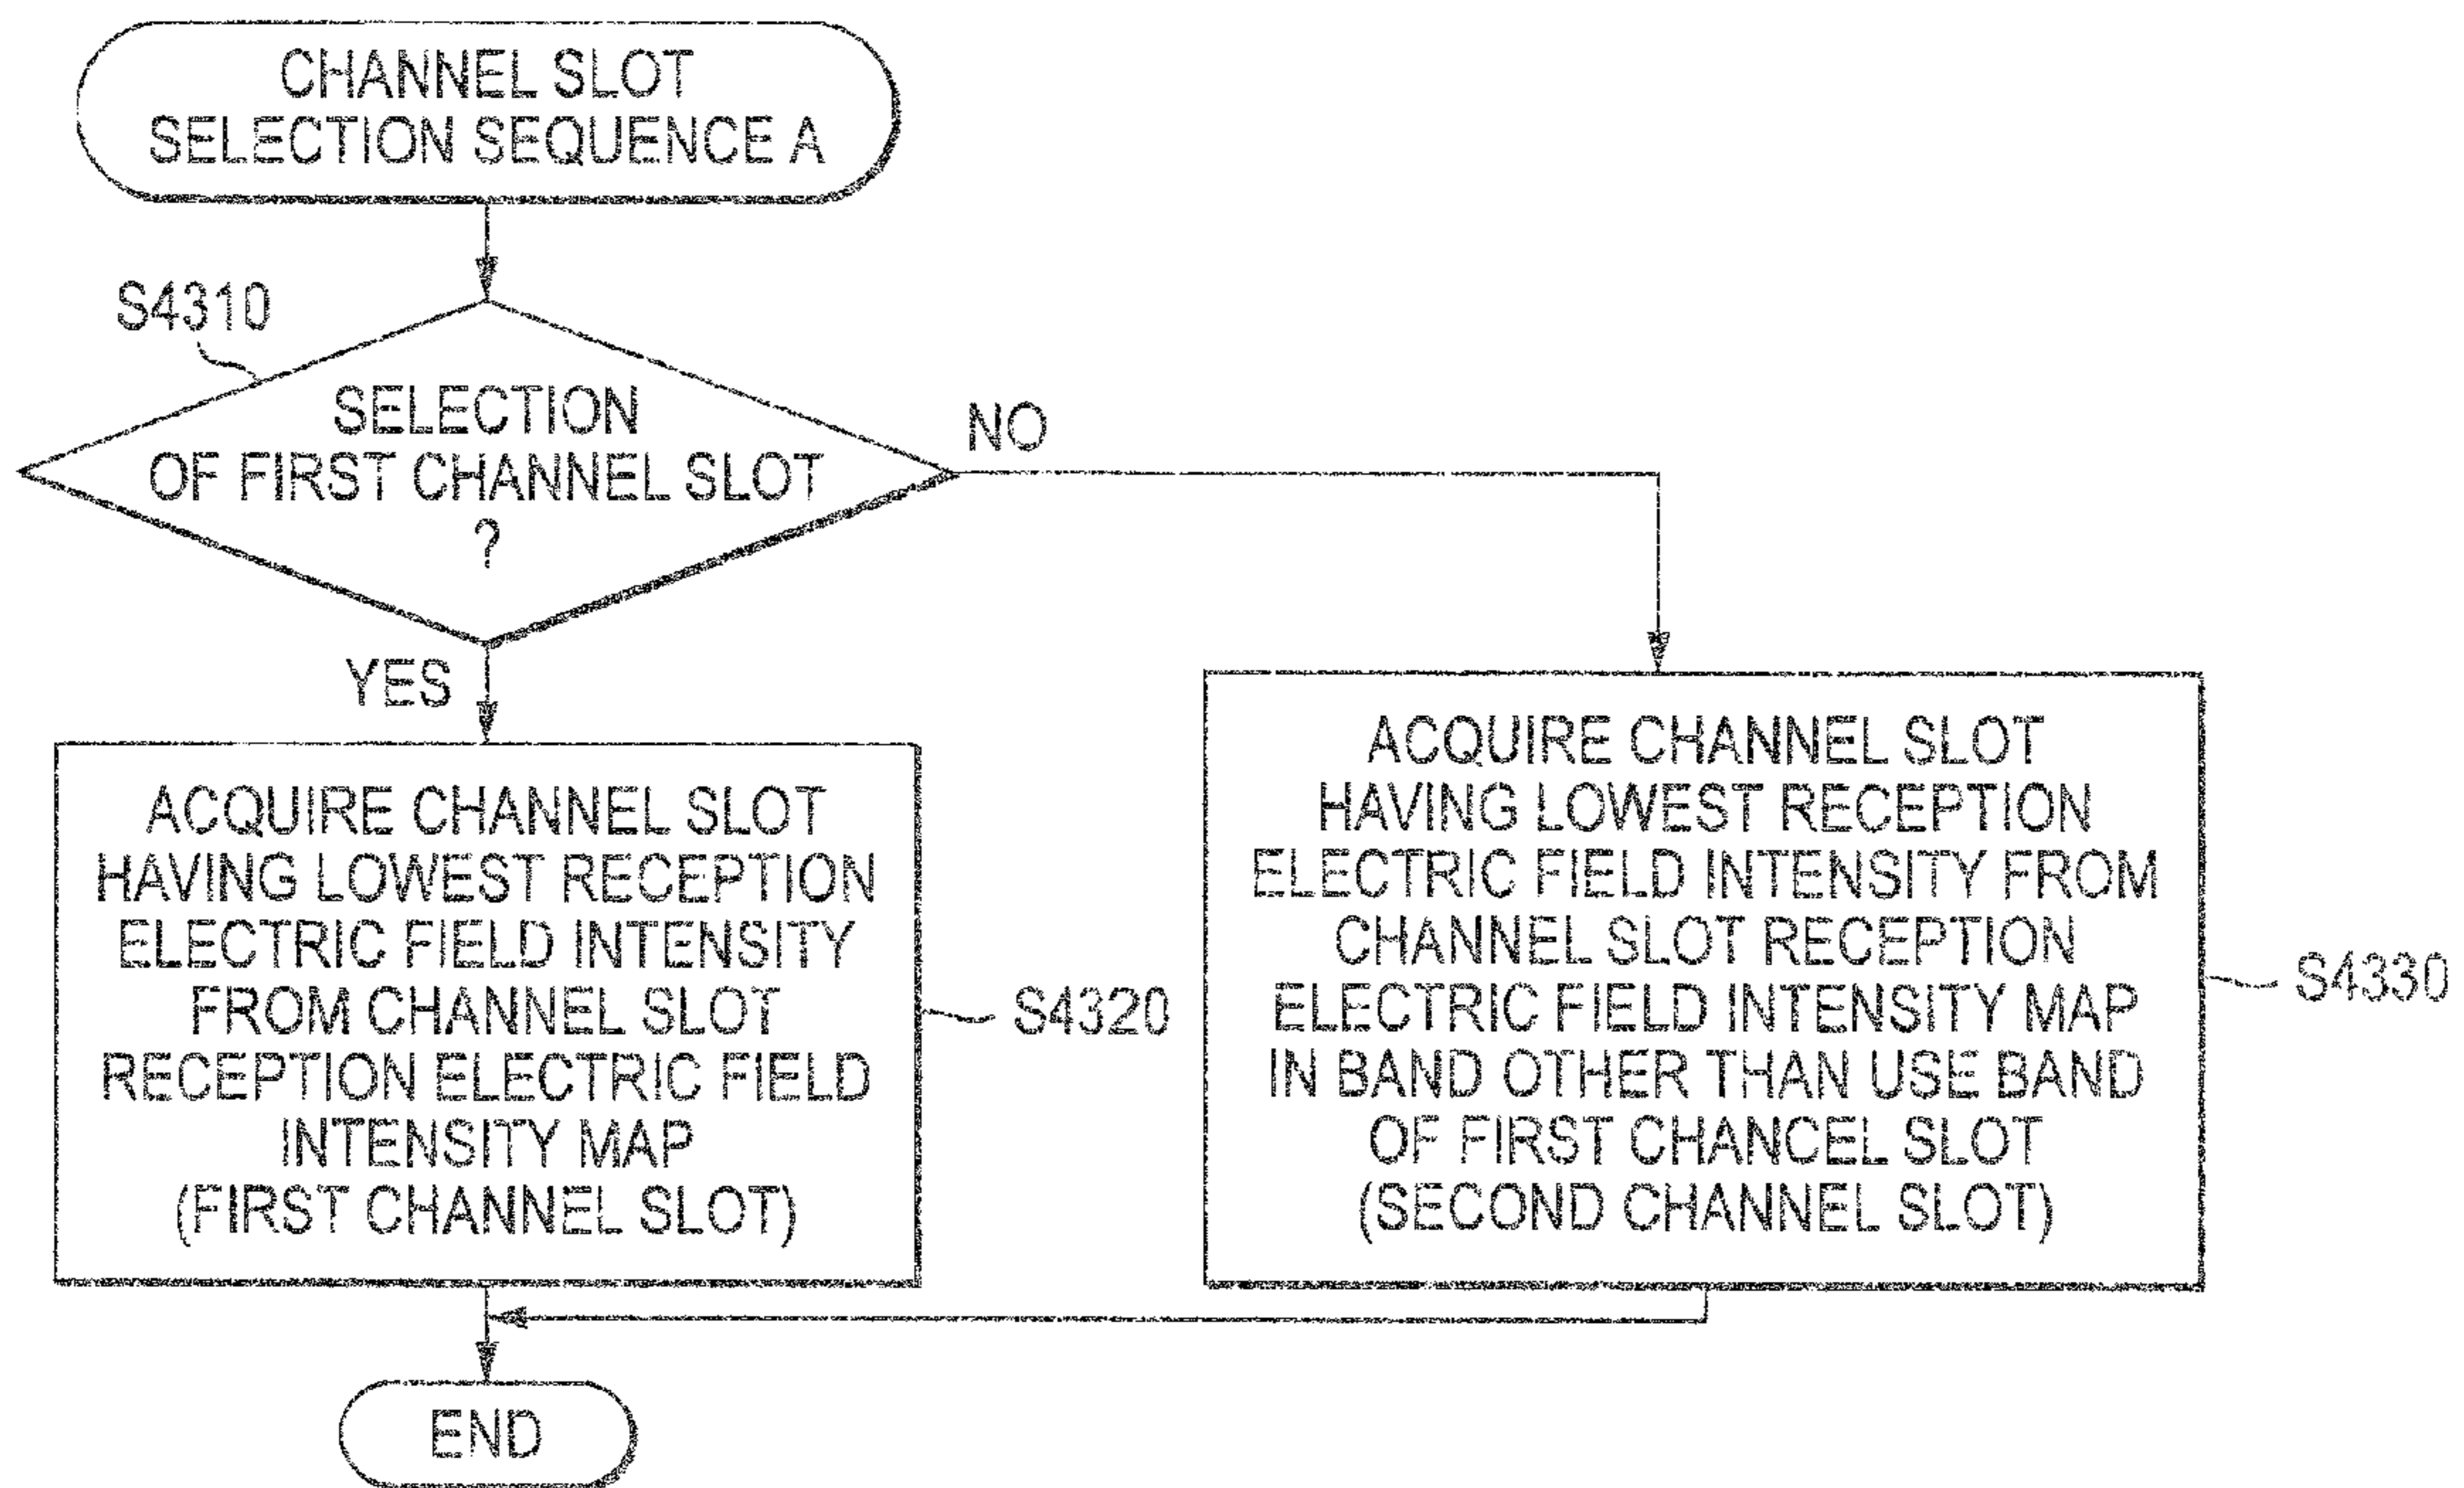 CHANNEL SLOT
SELECTION SEQUENCE A
S4310
SELECTION
OF FIRST CHANNEL SLOT
?
NO
YES
ACQUIRE CHANNEL SLOT
HAVING LOWEST RECEPTION
ELECTRIC FIELD INTENSITY
FROM CHANNEL SLOT
RECEPTION ELECTRIC FIELD
INTENSITY MAP
(FIRST CHANNEL SLOT)
S4320
ACQUIRE CHANNEL SLOT
HAVING LOWEST RECEPTION
ELECTRIC FIELD INTENSITY FROM
CHANNEL SLOT RECEPTION
ELECTRIC FIELD INTENSITY MAP
IN BAND OTHER THAN USE BAND
OF FIRST CHANCEL SLOT
(SECOND CHANNEL SLOT)
S4330
END